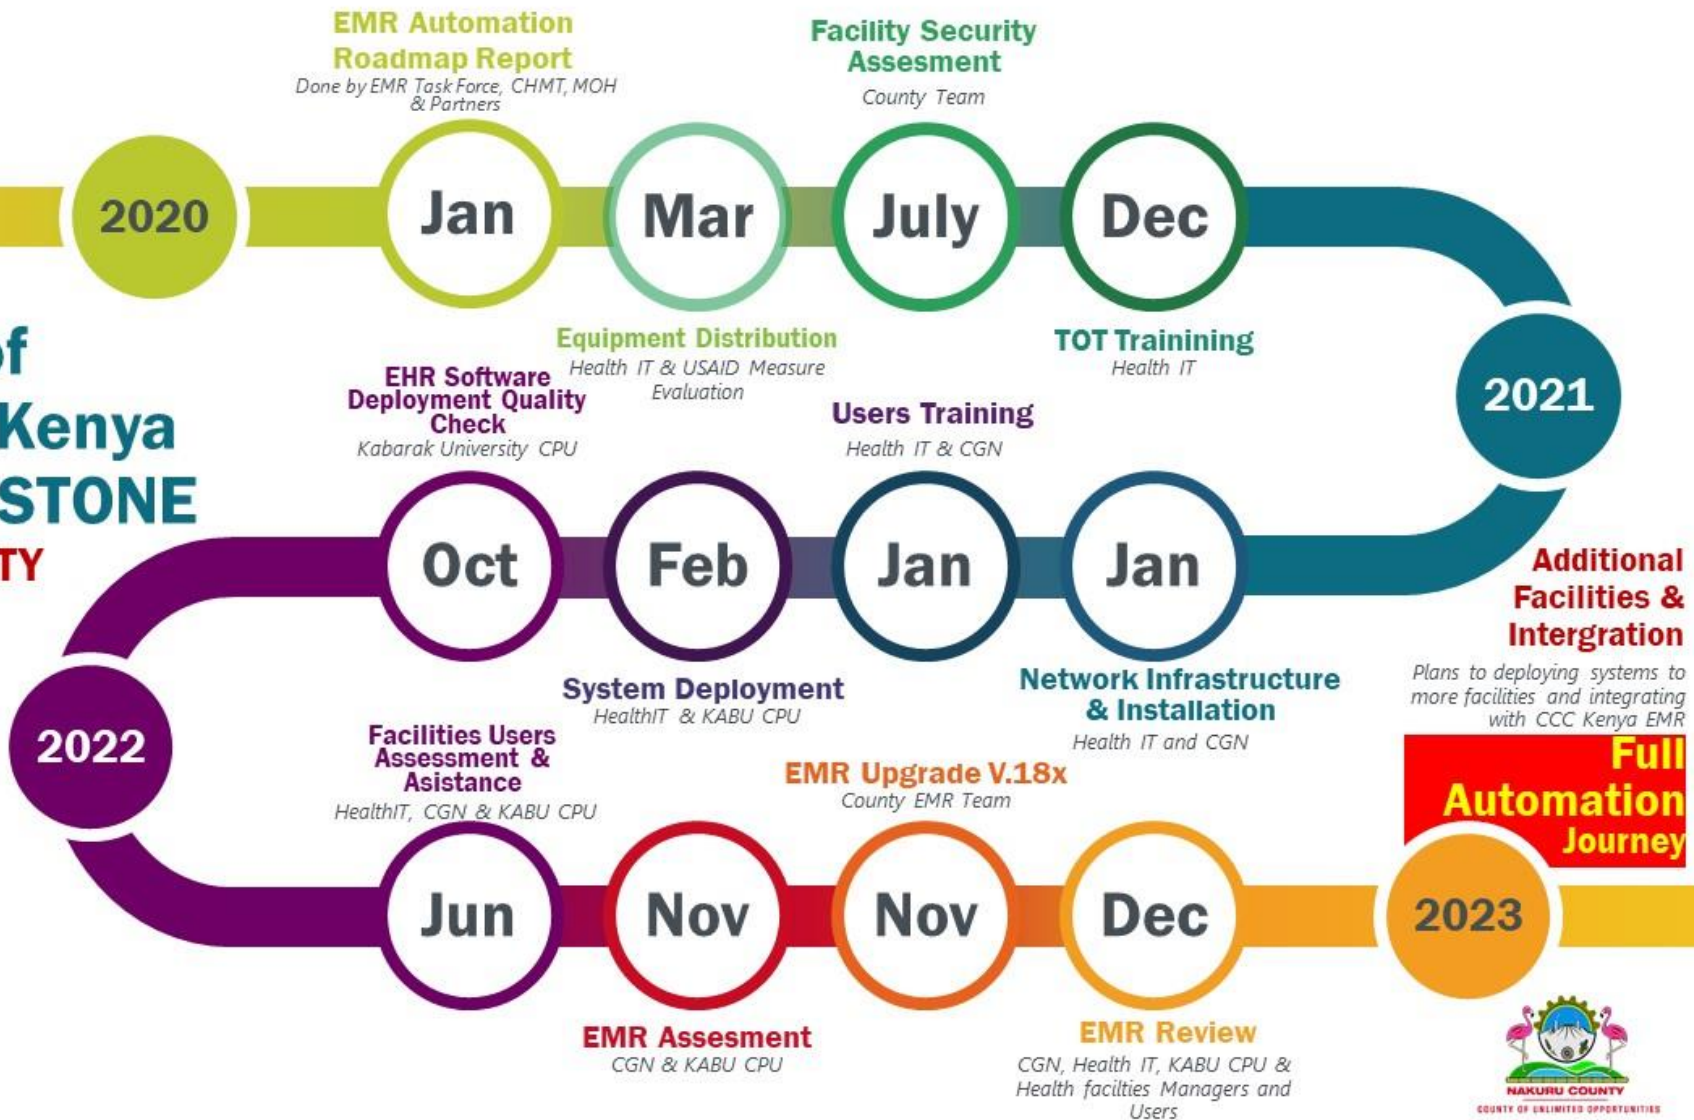 EMR Automation
Roadmap Report
Done by EMR Task Force, CHMT, MOH
& Partners
Facility Security
Assesment
County Team
2020
Jan
Mar
July
Dec
Equipment Distribution
Health IT & USAID Measure
Evaluation
TOT Trainining
Health IT
2021
of
Kenya
STONE
TY
EHR Software
Deployment Quality
Check
Kabarak University CPU
Users Training
Health IT & CGN
Oct
Feb
Jan
Jan
System Deployment
HealthIT & KABU CPU
Network Infrastructure
& Installation
Health IT and CGN
Additional
Facilities &
Intergration
Plans to deploying systems to
more facilities and integrating
with CCC Kenya EMR
Full
Automation
Journey
2022
Facilities Users
Assessment &
Asistance
HealthIT, CGN & KABU CPU
EMR Upgrade V.18x
County EMR Team
Jun
Nov
Nov
Dec
2023
EMR Assesment
CGN & KABU CPU
EMR Review
CGN, Health IT, KABU CPU &
Health facilties Managers and
Users
NAKURU COUNTY
COUNTY OF UNLIMITED OPPORTUNITIES